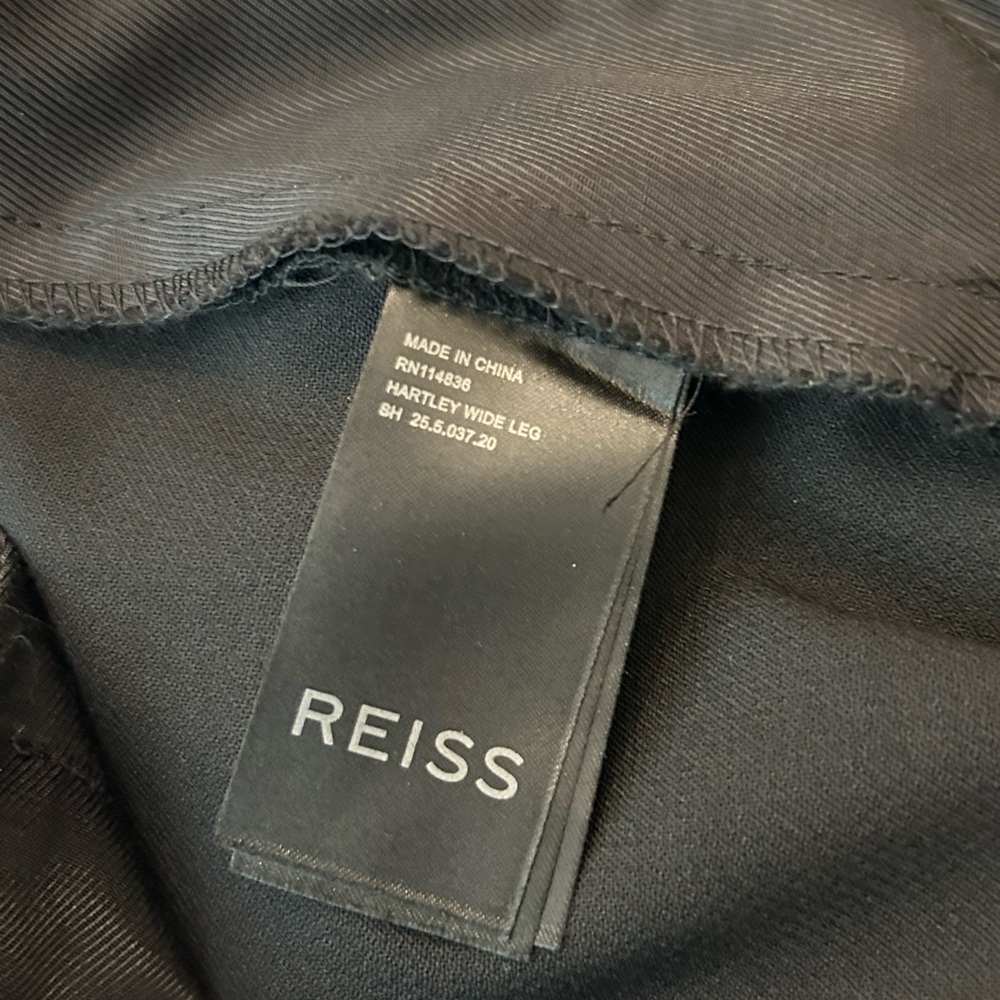 MADE IN CHINA
RN114836
HARTLEY WIDE LEG
SH 25.5.037.20
REISS